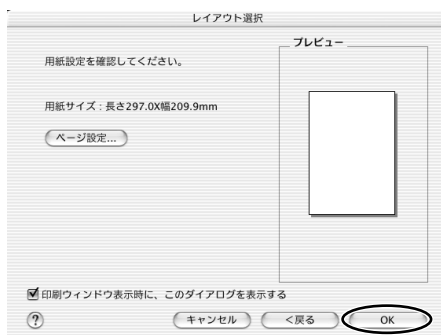 レイアウト選択
プレビュー
用紙設定を確認してください。
用紙サイズ：長さ297.0X幅209.9mm
ページ設定...
印刷ウィンドウ表示時に、このダイアログを表示する
?
キャンセル
<戻る
OK